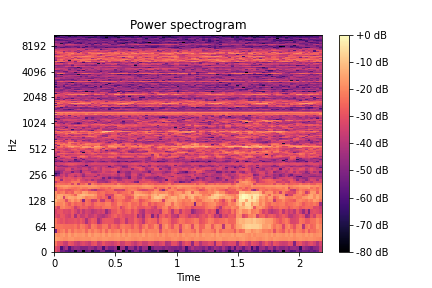 Power spectrogram
8192
4096
2048
1024
512
256
128
64
0
Hz
0
0.5
1
1.5
2
Time
+0 dB
-10 dB
-20 dB
-30 dB
-40 dB
-50 dB
-60 dB
-70 dB
-80 dB